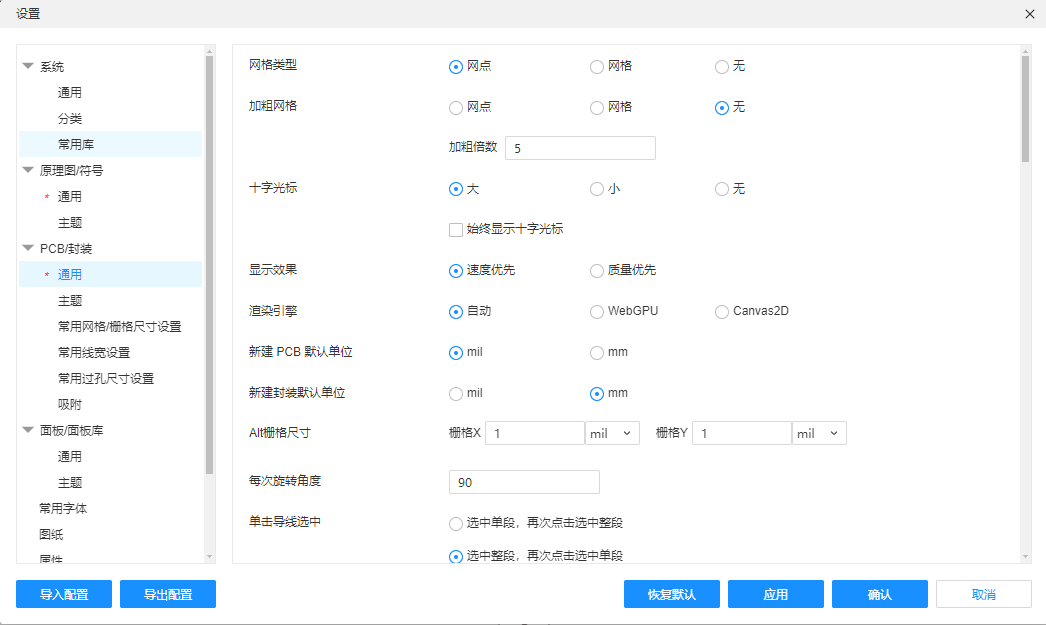 设置
系统
通用
分类
常用库
原理图/符号
* 通用
主题
PCB/封装
* 通用
主题
常用网格/栅格尺寸设置
常用线宽设置
常用过孔尺寸设置
吸附
面板/面板库
通用
主题
常用字体
图纸
属性
网格类型 网点 网格 无
加粗网格 网点 网格 无
加粗倍数 5
十字光标 大 小 无
始终显示十字光标
显示效果 速度优先 质量优先
渲染引擎 自动 WebGPU Canvas2D
新建 PCB 默认单位 mil mm
新建封装默认单位 mil mm
Alt栅格尺寸 栅格X 1 mil 栅格Y 1 mil
每次旋转角度 90
单击导线选中 选中单段，再次点击选中整段
选中整段，再次点击选中单段
导入配置 导出配置 恢复默认 应用 确认 取消